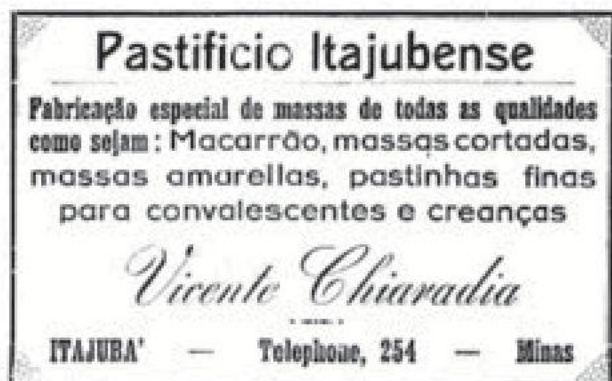 Pastificio Itajubense
Fabricação especial de massas de todas as qualidades
como sejam: Macarrão, massas cortadas,
massas amarellas, pastinhas finas
para convalescentes e creanças
Vicente Chiaradia
ITAJUBA' — Telephone, 254 — Minas